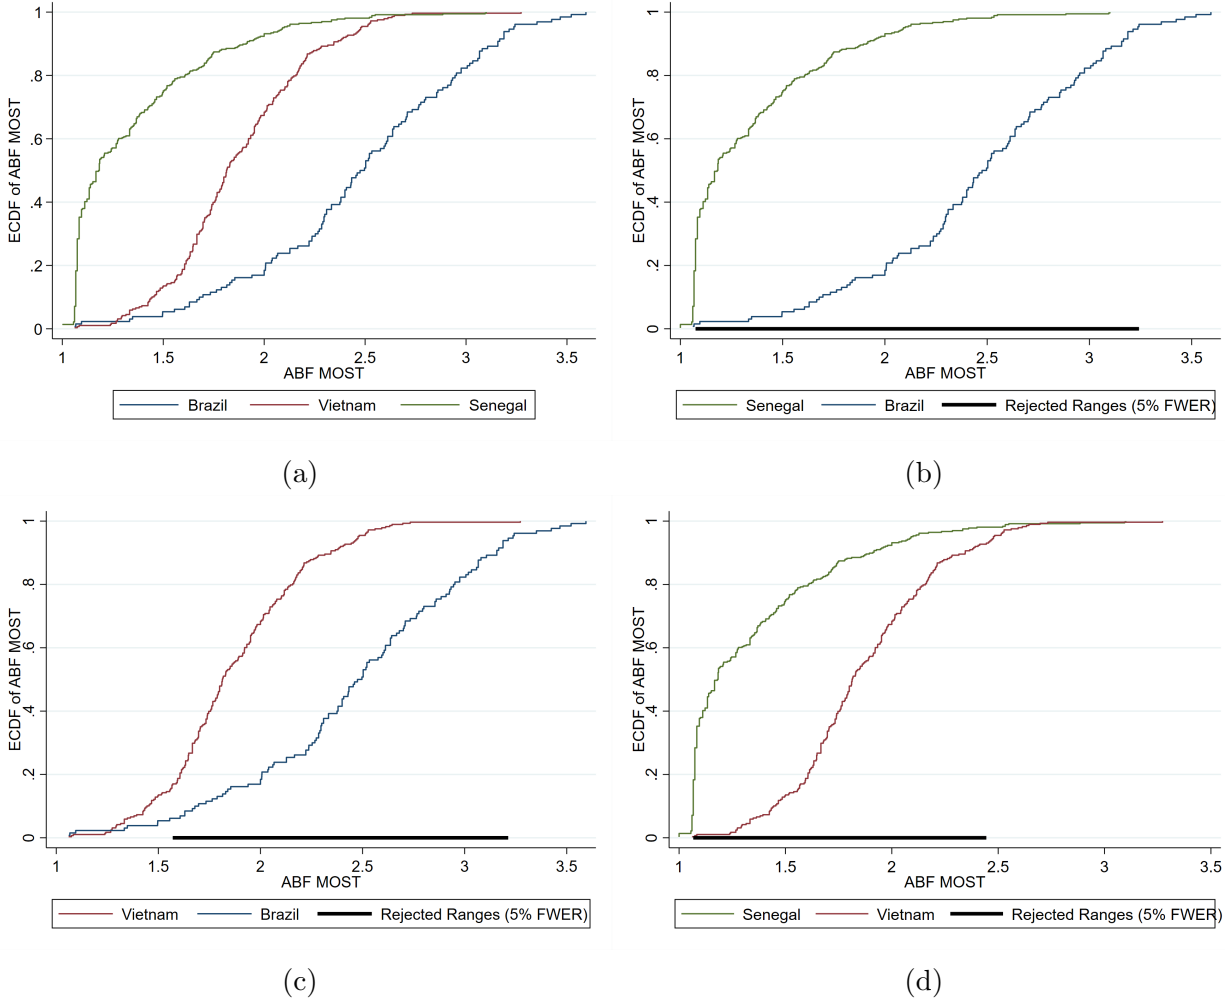 ECDF of ABF MOST
0 .2 .4 .6 .8 1
1 1.5 2 2.5 3 3.5
ABF MOST
Brazil Vietnam Senegal
(a)
ECDF of ABF MOST
0 .2 .4 .6 .8 1
1 1.5 2 2.5 3 3.5
ABF MOST
Senegal Brazil Rejected Ranges (5% FWER)
(b)
ECDF of ABF MOST
0 .2 .4 .6 .8 1
1 1.5 2 2.5 3 3.5
ABF MOST
Vietnam Brazil Rejected Ranges (5% FWER)
(c)
ECDF of ABF MOST
0 .2 .4 .6 .8 1
1 1.5 2 2.5 3 3.5
ABF MOST
Senegal Vietnam Rejected Ranges (5% FWER)
(d)